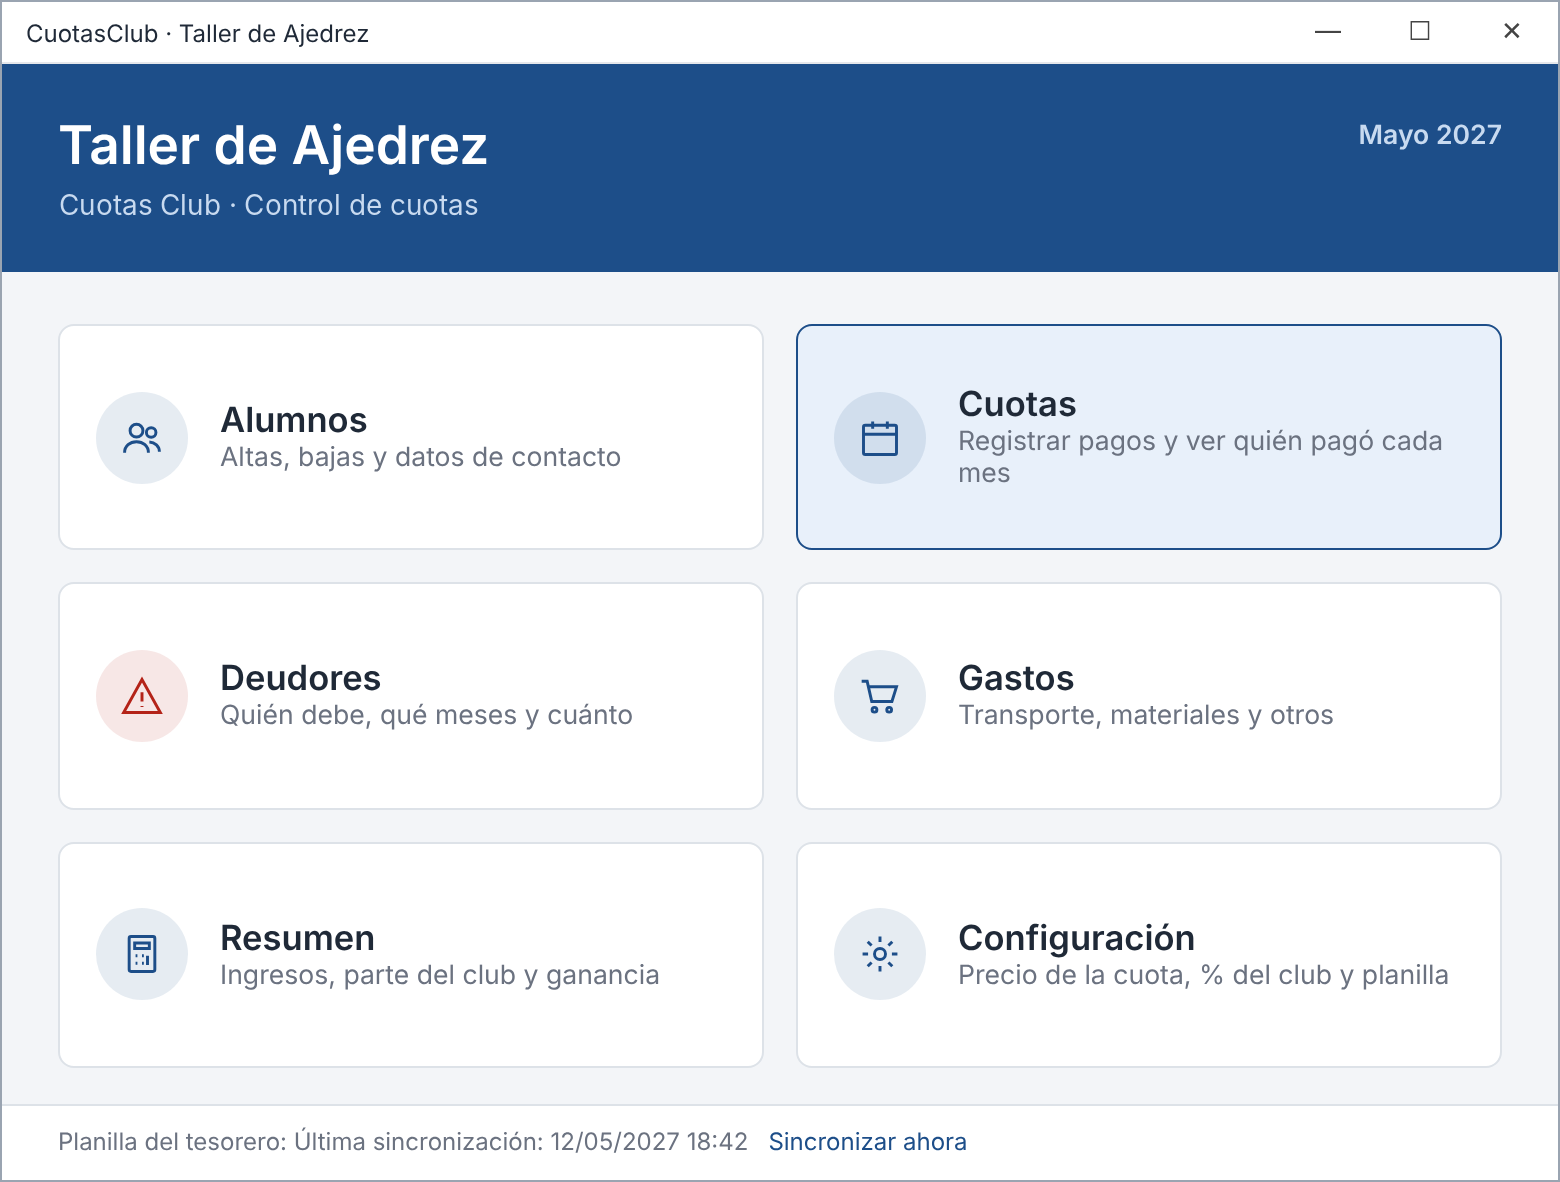 CuotasClub · Taller de Ajedrez
Taller de Ajedrez
Mayo 2027
Cuotas Club · Control de cuotas
Alumnos
Altas, bajas y datos de contacto
Cuotas
Registrar pagos y ver quién pagó cada
mes
Deudores
Quién debe, qué meses y cuánto
Gastos
Transporte, materiales y otros
Resumen
Ingresos, parte del club y ganancia
Configuración
Precio de la cuota, % del club y planilla
Planilla del tesorero: Última sincronización: 12/05/2027 18:42 Sincronizar ahora